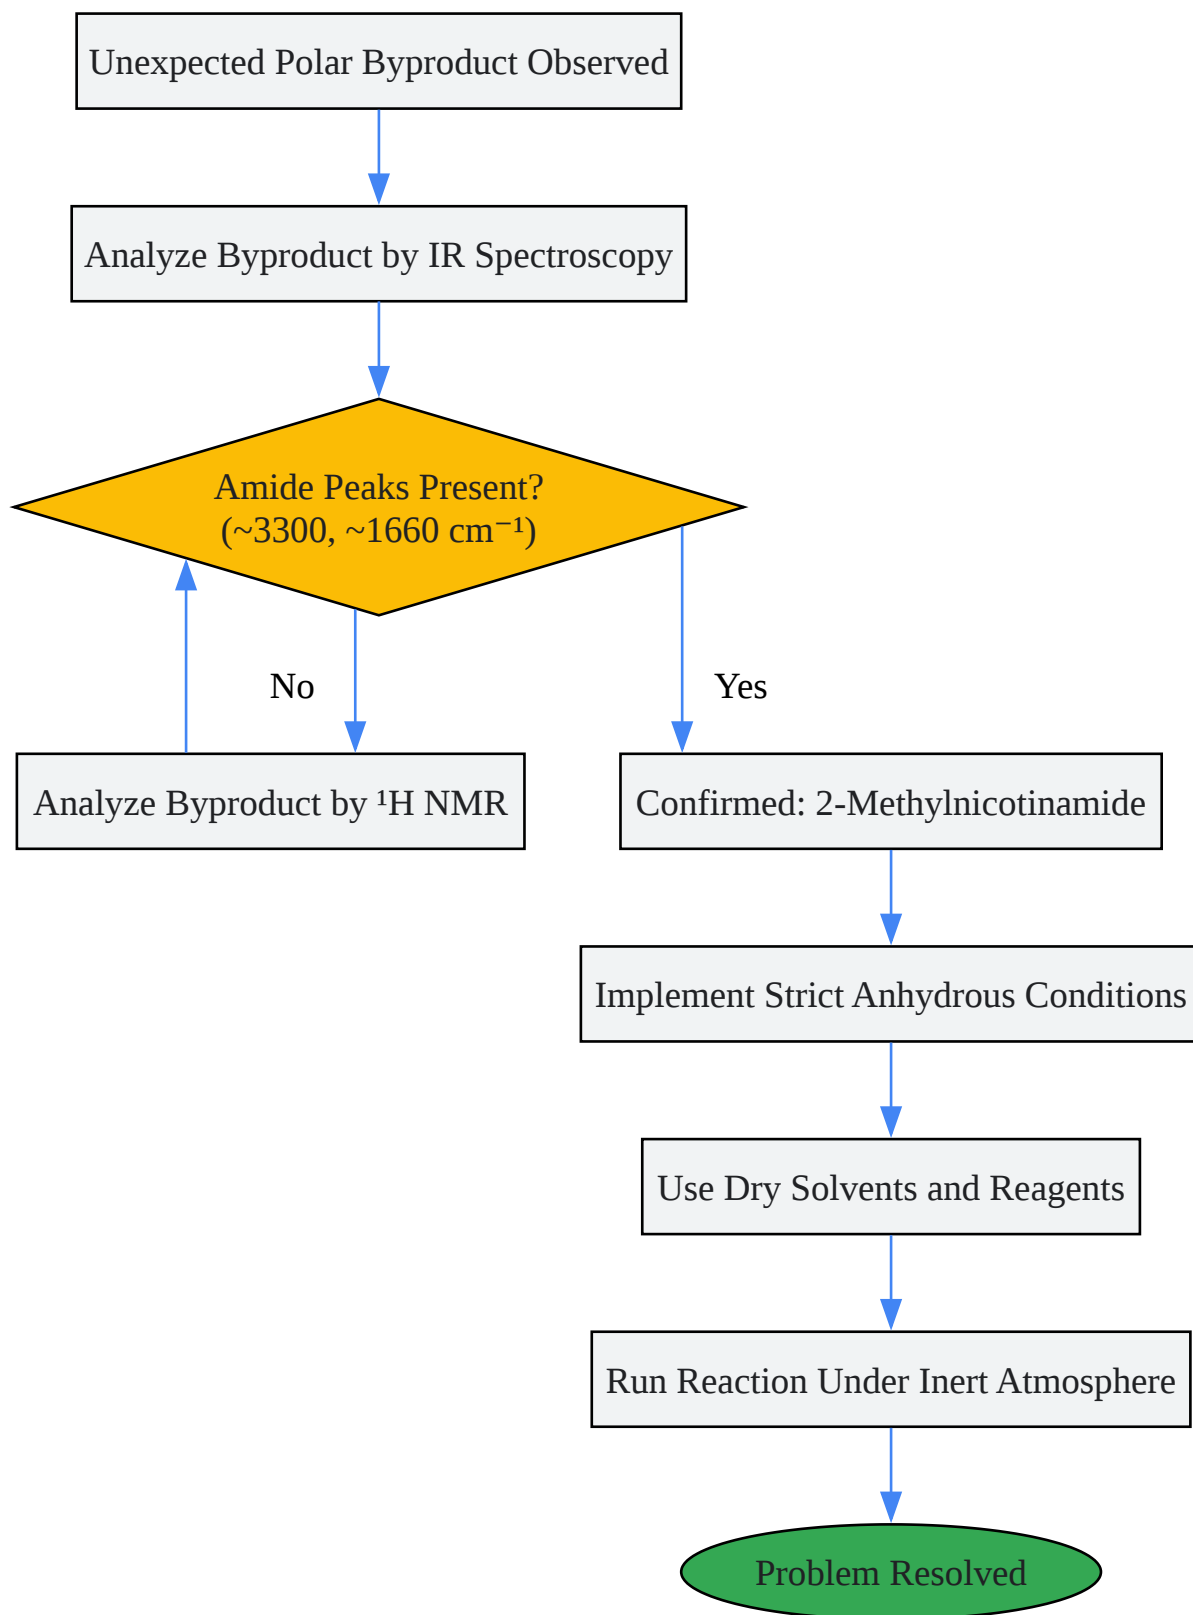 Unexpected Polar Byproduct Observed
Analyze Byproduct by IR Spectroscopy
Amide Peaks Present?
(~3300, ~1660 cm⁻¹)
No
Yes
Analyze Byproduct by ¹H NMR
Confirmed: 2-Methylnicotinamide
Implement Strict Anhydrous Conditions
Use Dry Solvents and Reagents
Run Reaction Under Inert Atmosphere
Problem Resolved